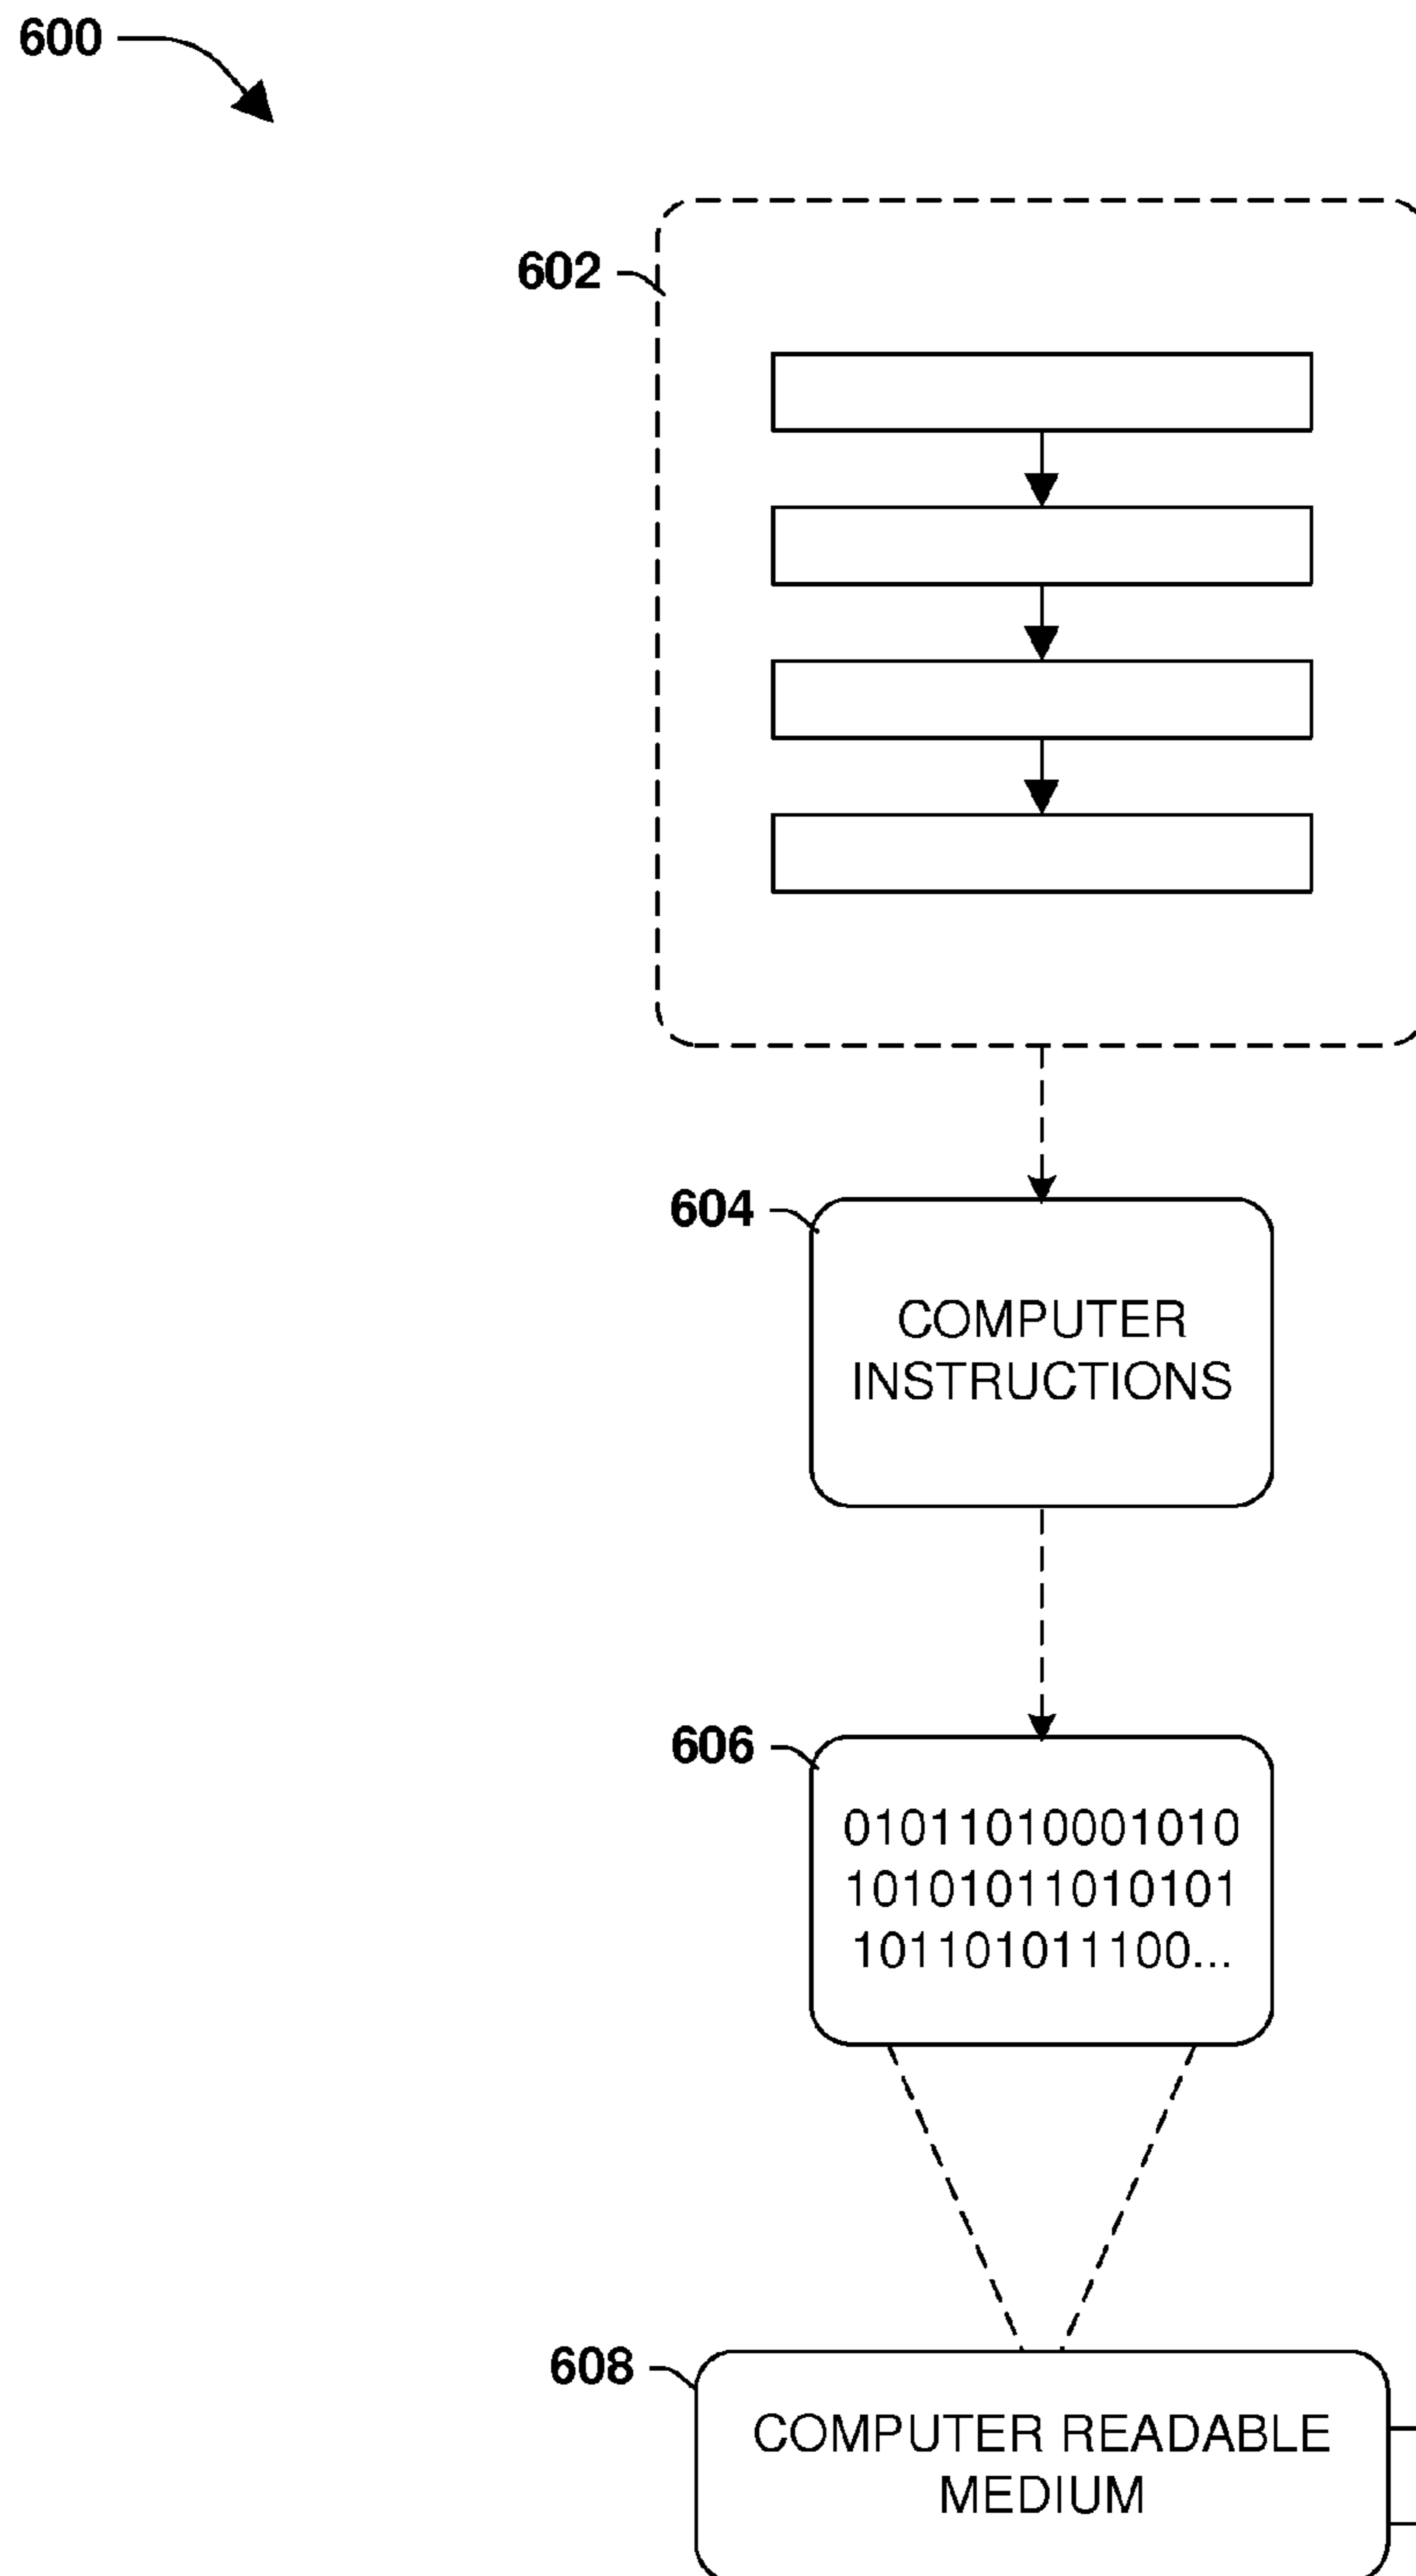 600
602
604
COMPUTER
INSTRUCTIONS
606
01011010001010
10101011010101
101101011100...
608
COMPUTER READABLE
MEDIUM